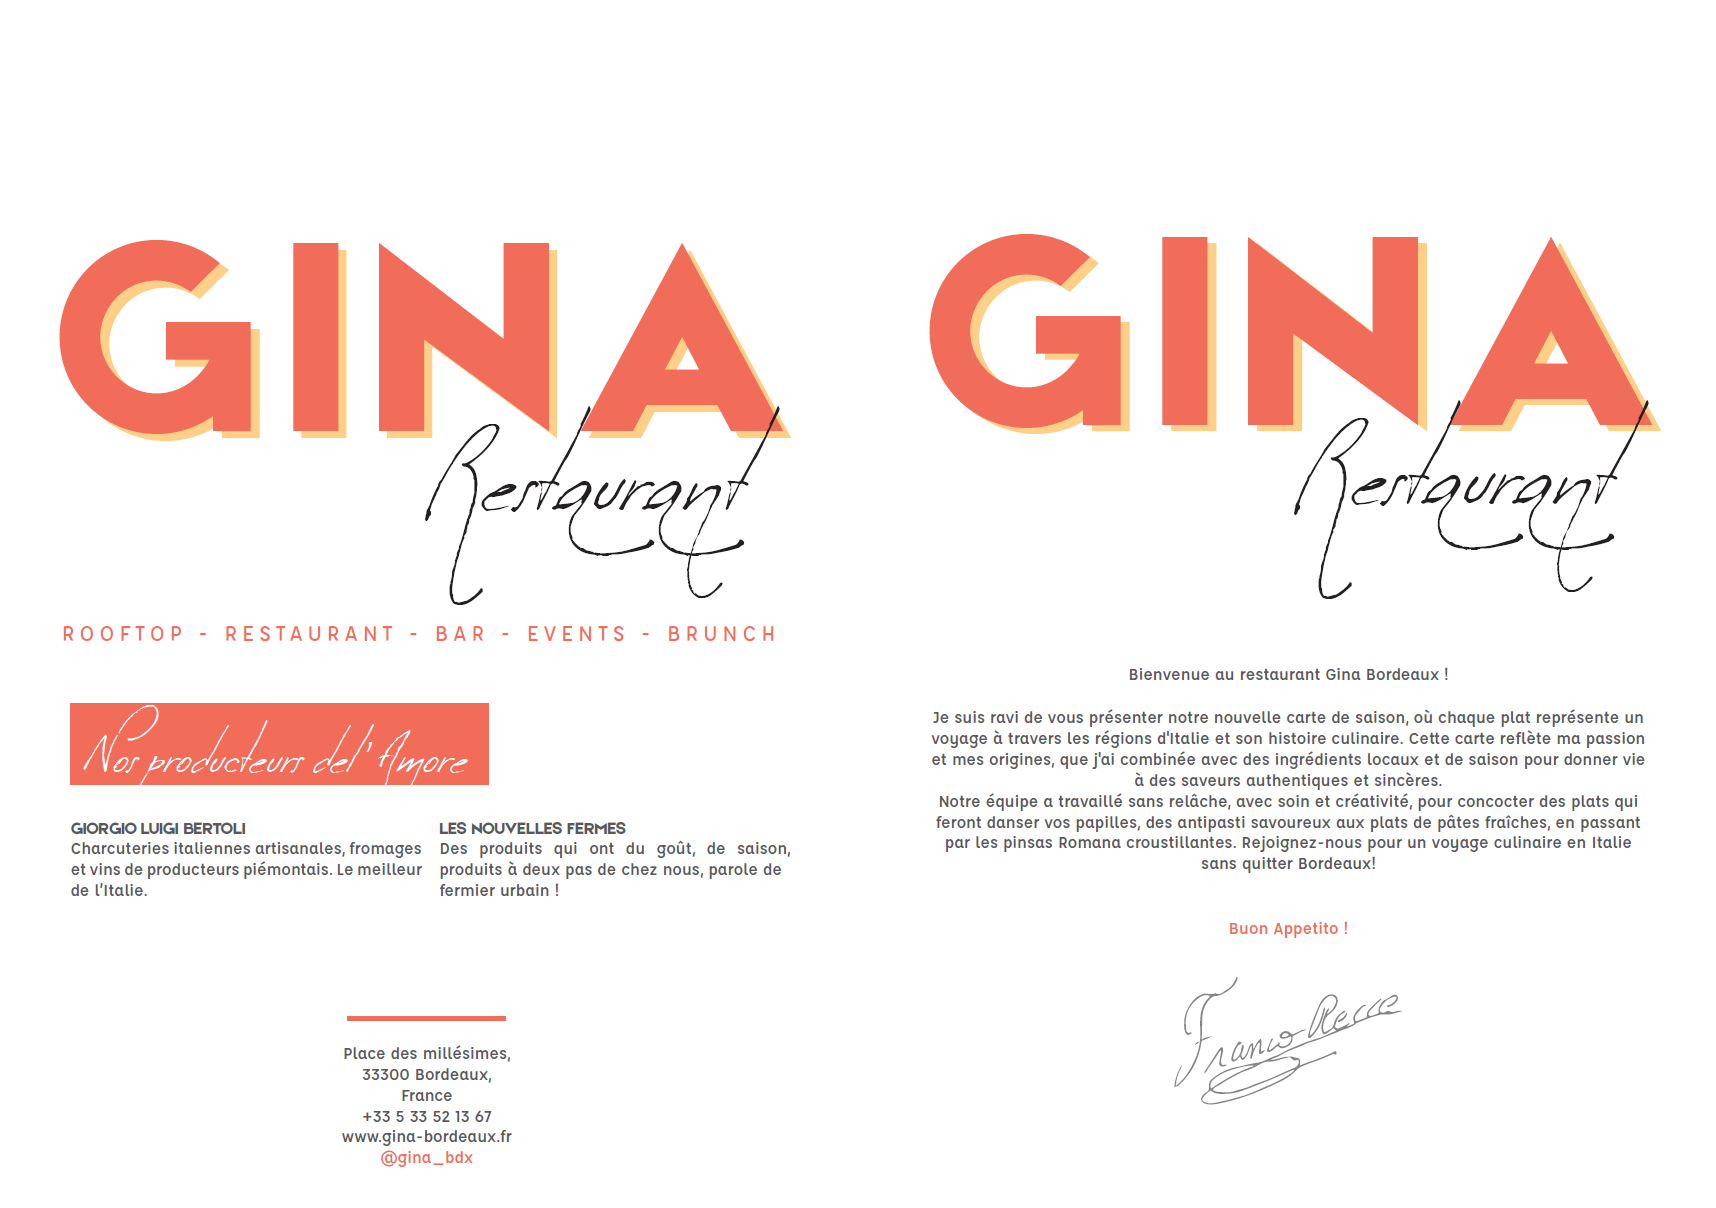 GINA
Restaurant
ROOFTOP - RESTAURANT - BAR - EVENTS - BRUNCH
Nos producteurs del' Amore
GIORGIO LUIGI BERTOLI
Charcuteries italiennes artisanales, fromages
et vins de producteurs piémontais. Le meilleur
de l'Italie.
LES NOUVELLES FERMES
Des produits qui ont du goût, de saison,
produits à deux pas de chez nous, parole de
fermier urbain !
Place des millésimes,
33300 Bordeaux,
France
+33 5 33 52 13 67
www.gina-bordeaux.fr
@gina_bdx
GINA
Restaurant
Bienvenue au restaurant Gina Bordeaux !
Je suis ravi de vous présenter notre nouvelle carte de saison, où chaque plat représente un
voyage à travers les régions d'Italie et son histoire culinaire. Cette carte reflète ma passion
et mes origines, que j'ai combinée avec des ingrédients locaux et de saison pour donner vie
à des saveurs authentiques et sincères.
Notre équipe a travaillé sans relâche, avec soin et créativité, pour concocter des plats qui
feront danser vos papilles, des antipasti savoureux aux plats de pâtes fraîches, en passant
par les pinsas Romana croustillantes. Rejoignez-nous pour un voyage culinaire en Italie
sans quitter Bordeaux!
Buon Appetito !
Franco